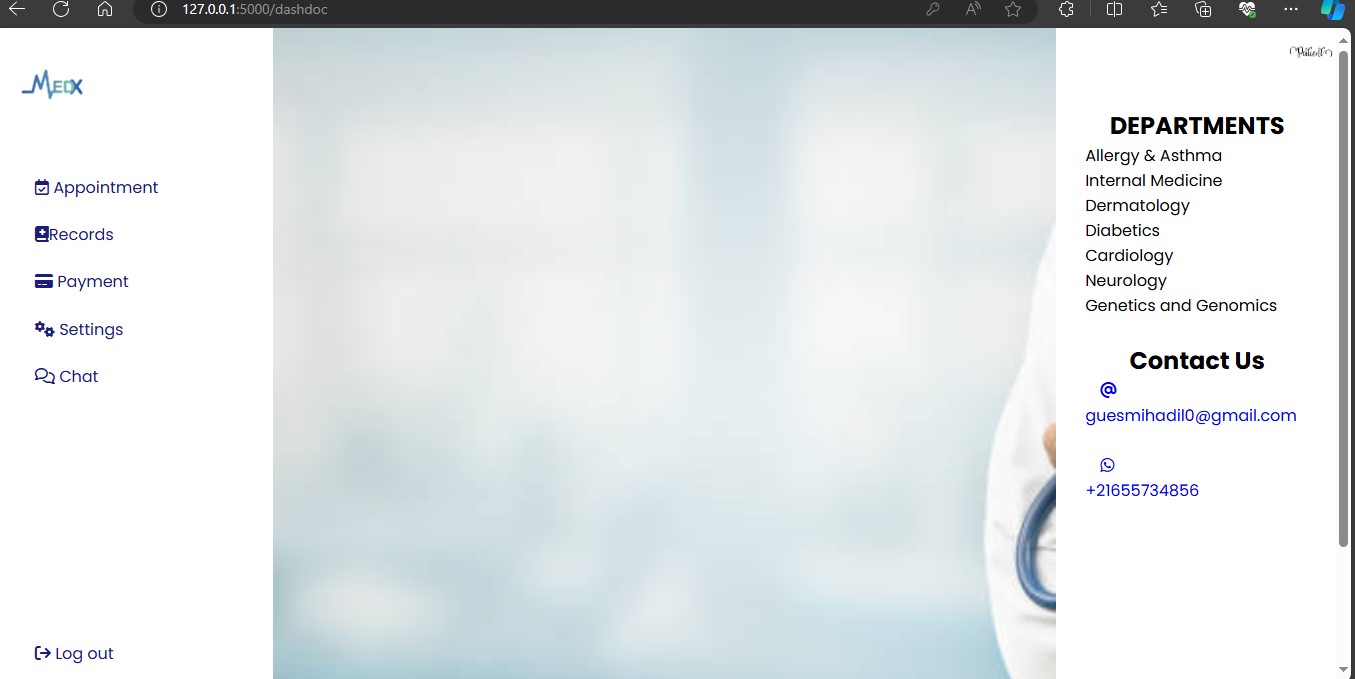 127.0.0.1:5000/dashdoc
MEDX
Appointment
Records
Payment
Settings
Chat
Log out
DEPARTMENTS
Allergy & Asthma
Internal Medicine
Dermatology
Diabetics
Cardiology
Neurology
Genetics and Genomics
Contact Us
@
guesmihadil0@gmail.com
+21655734856